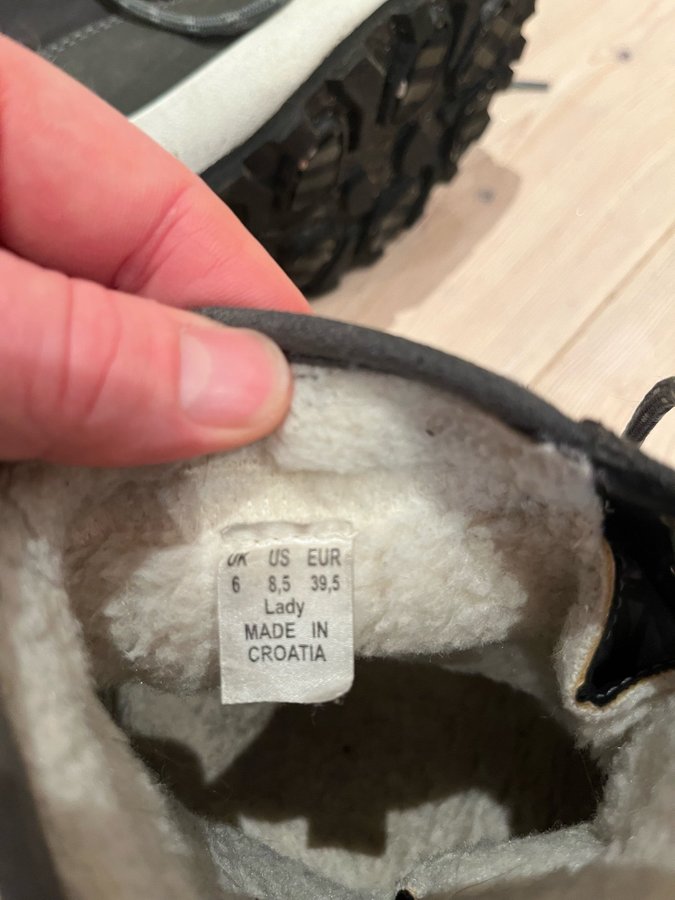 UK US EUR
6 8,5 39,5
Lady
MADE IN
CROATIA